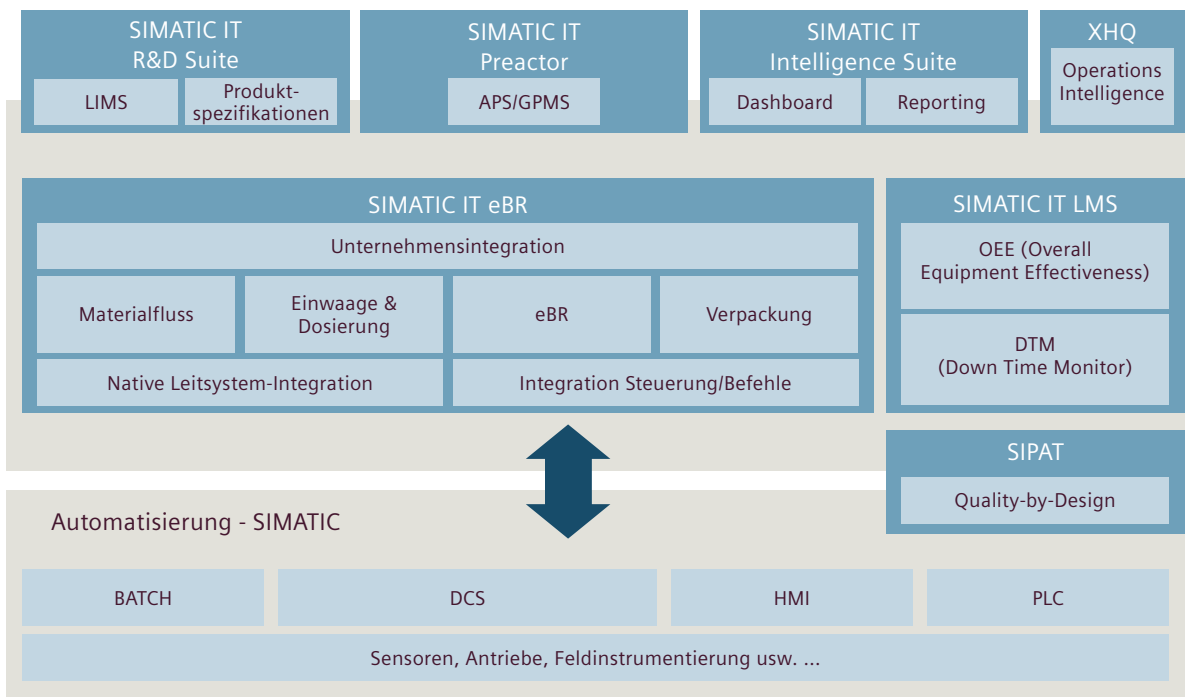 SIMATIC IT
R&D Suite
LIMS
Produkt-
spezifikationen
SIMATIC IT
Preactor
APS/GPMS
SIMATIC IT
Intelligence Suite
Dashboard
Reporting
XHQ
Operations
Intelligence
SIMATIC IT eBR
Unternehmensintegration
Materialfluss
Einwaage &
Dosierung
eBR
Verpackung
Native Leitsystem-Integration
Integration Steuerung/Befehle
SIMATIC IT LMS
OEE (Overall
Equipment Effectiveness)
DTM
(Down Time Monitor)
SIPAT
Quality-by-Design
Automatisierung - SIMATIC
BATCH
DCS
HMI
PLC
Sensoren, Antriebe, Feldinstrumentierung usw. ...